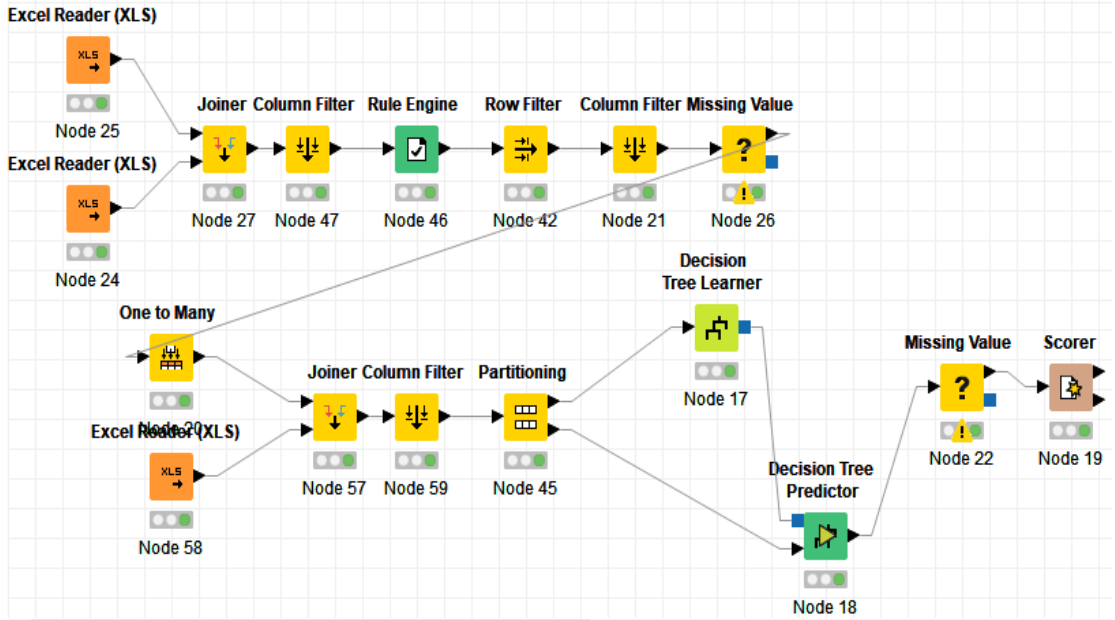 Excel Reader (XLS)
XLS
Node 25
Joiner Column Filter Rule Engine Row Filter Column Filter Missing Value
?
!
Node 27 Node 47 Node 46 Node 42 Node 21 Node 26
Excel Reader (XLS)
XLS
Node 24
One to Many
Node 20
Excel Reader (XLS)
XLS
Node 58
Joiner Column Filter Partitioning
Node 57 Node 59 Node 45
Decision
Tree Learner
Node 17
Decision Tree
Predictor
Node 18
Missing Value Scorer
?
!
Node 22 Node 19